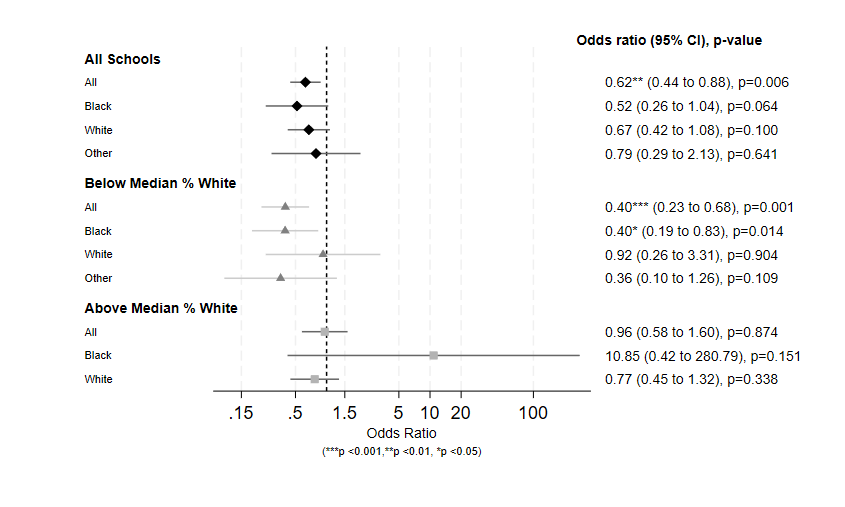 Odds ratio (95% CI), p-value
All Schools
All 0.62** (0.44 to 0.88), p=0.006
Black 0.52 (0.26 to 1.04), p=0.064
White 0.67 (0.42 to 1.08), p=0.100
Other 0.79 (0.29 to 2.13), p=0.641
Below Median % White
All 0.40*** (0.23 to 0.68), p=0.001
Black 0.40* (0.19 to 0.83), p=0.014
White 0.92 (0.26 to 3.31), p=0.904
Other 0.36 (0.10 to 1.26), p=0.109
Above Median % White
All 0.96 (0.58 to 1.60), p=0.874
Black 10.85 (0.42 to 280.79), p=0.151
White 0.77 (0.45 to 1.32), p=0.338
.15 .5 1.5 5 10 20 100
Odds Ratio
(***p <0.001,**p <0.01, *p <0.05)